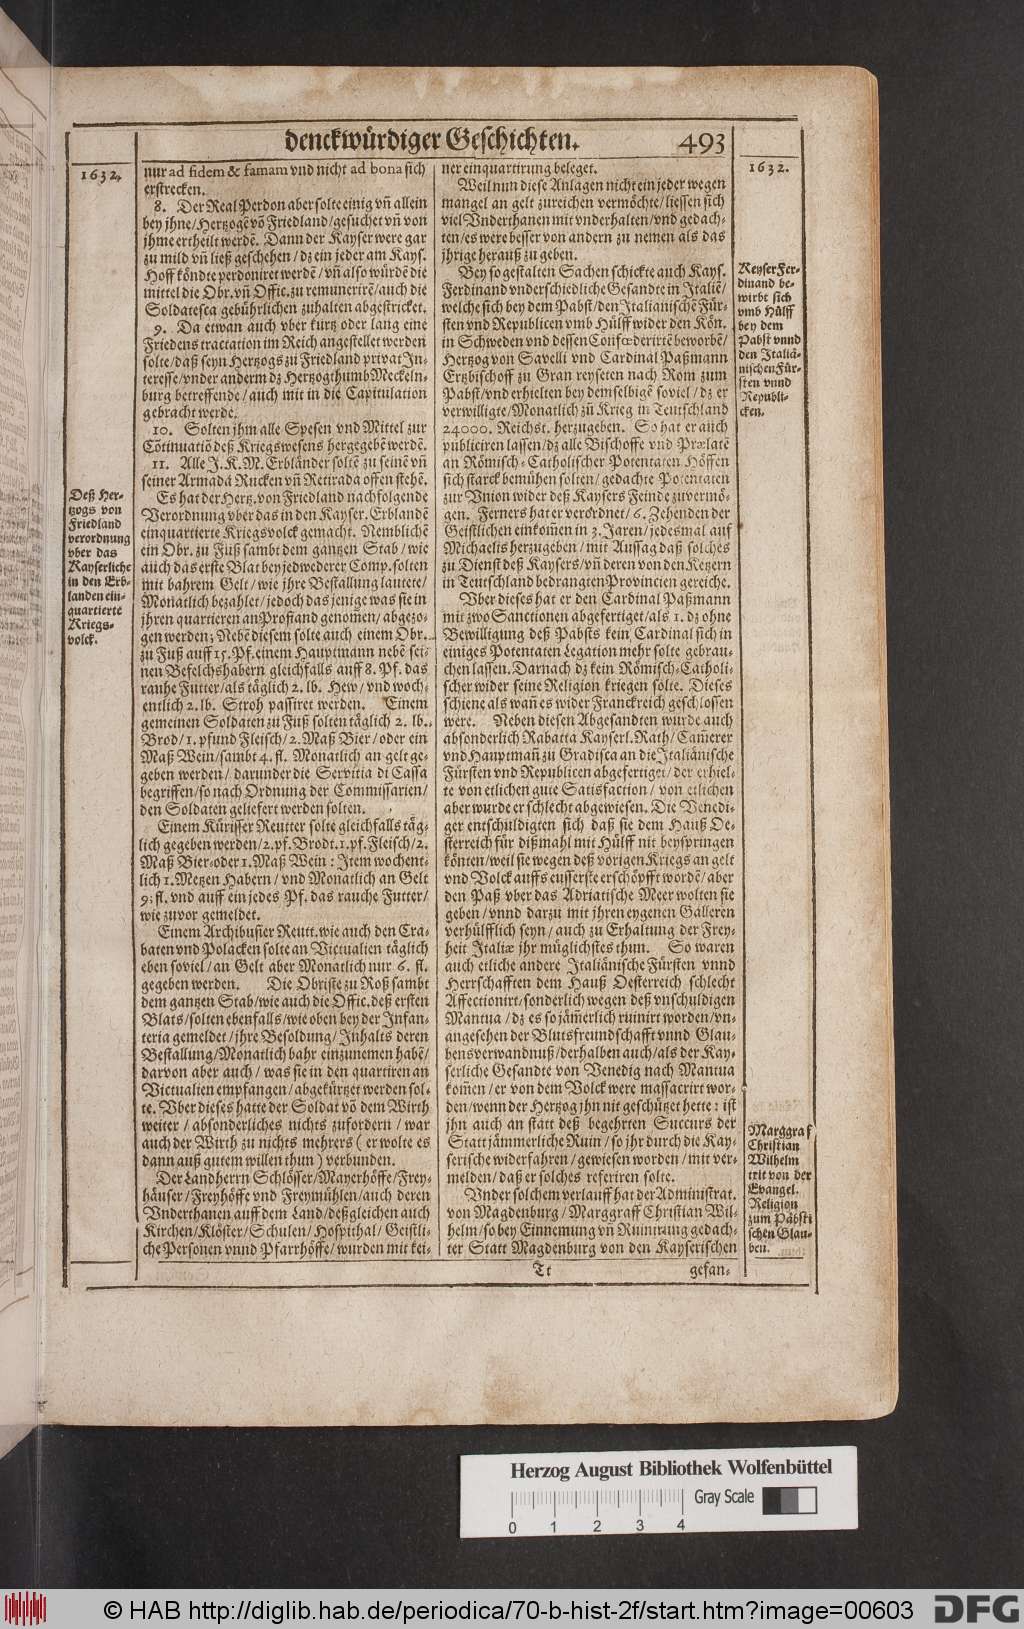 denckwürdiger Geschichten.
493
1632.
nur ad fidem & famam vnd nicht ad bona sich
erstrecken.
8. Der Real Perdon aber solte einig vñ allein
bey jhne/Hertzogē võ Friedland/gesuchet vñ von
jhme ertheilt werdē. Dann der Kayser were gar
zu mild vñ ließ geschehen/dz ein jeder am Kays.
Hoff köndte perdoniret werdē/vñ also würdē die
mittel die Obr. vñ Offic. zu remunerirē/auch die
Soldatesca gebührlichen zuhalten abgestricket.
9. Da etwan auch vber kurtz oder lang eine
Friedens tractation im Reich angestellet werden
solte/daß seyn Hertzogs zu Friedland privat In-
teresse/vnder anderm dz Hertzogthumb Meckeln-
burg betreffende/auch mit in die Capitulation
gebracht werde.
10. Solten jhm alle Spesen vnd Mittel zur
Cõtinuatiõ deß Kriegswesens hergegebē werdē.
11. Alle J. K. M. Erbländer soltē zu seinē vñ
seiner Armadá Rucken vñ Retirada offen stehē.
Es hat der Hertz. von Friedland nachfolgende
Verordnung vber das in den Kayser. Erblandē
einquartierte Kriegsvolck gemacht. Nemblichē
ein Obr. zu Fuß sambt dem gantzen Stab/wie
auch das erste Blat bey jedwederer Comp. solten
mit bahrem Gelt/wie jhre Bestallung lautete/
Monatlich bezahlet/jedoch das jenige was sie in
jhren quartieren an Proffand genomen/abgezo-
gen werden; Nebē diesem solte auch einem Obr.
zu Fuß auff 15. Pf. einem Hauptmann nebē sei-
nen Befelchshabern gleichfalls auff 8. Pf. das
rauhe Futter/als täglich 2. lb. Hew/vnd woch-
entlich 2. lb. Stroh passiret werden. Einem
gemeinen Soldaten zu Fuß solten täglich 2. lb.
Brod/1. pfund Fleisch/2. Maß Bier/oder ein
Maß Wein/sambt 4. fl. Monatlich an gelt ge-
geben werden/darunder die Servitia di Cassa
begriffen/so nach Ordnung der Commissarien/
den Soldaten geliefert werden solten.
Einem Kürisser Reutter solte gleichfalls täg-
lich gegeben werden/2. pf. Brodt. 1. pf. Fleisch/2.
Maß Bier- oder 1. Maß Wein: Item wochent-
lich 1. Metzen Habern/vnd Monatlich an Gelt
9. fl. vnd auff ein jedes Pf. das rauche Futter/
wie zuvor gemeldet.
Einem Archibusier Reutt. wie auch den Cra-
baten vnd Polacken solte an Victualien täglich
eben soviel/an Gelt aber Monatlich nur 6. fl.
gegeben werden. Die Obriste zu Roß sambt
dem gantzen Stab/wie auch die Offic. deß ersten
Blats/solten ebenfalls/wie oben bey der Infan-
teria gemeldet/jhre Besoldung/Inhalts deren
Bestallung/Monatlich bahr einzunemen habē/
darvon aber auch/was sie in den quartiren an
Victualien empfangen/abgekürtzet werden sol-
te. Vber dieses hatte der Soldat võ dem Wirth
weiter/absonderliches nichts zufordern/war
auch der Wirth zu nichts mehrers (er wolte es
dann auß gutem willen thun) verbunden.
Der Landherrn Schlösser/Mayerhöffe/Frey-
häuser/Freyhöffe vnd Freymühlen/auch deren
Vnderthanen auff dem Land/deßgleichen auch
Kirchen/Klöster/Schulen/Hospithal/Geistli-
che Personen vnnd Pfarrhöffe/wurden mit kei-
Deß Her-
tzogs von
Friedland
verordnung
vber das
Kayserliche
in den Erb-
landen ein-
quartierte
Kriegs-
volck.
ner einquartirung beleget.
Weil nun diese Anlagen nicht ein jeder wegen
mangel an gelt zureichen vermöchte/liessen sich
viel Vnderthanen mit vnderhalten/vnd gedach-
ten/es were besser von andern zu nemen als das
jhrige herauß zu geben.
Bey so gestalten Sachen schickte auch Kays.
Ferdinand vnderschiedliche Gesandte in Italiē/
welche sich bey dem Pabst/den Italianischē Für-
sten vnd Republicen vmb Hülff wider den Kön.
in Schweden vnd dessen Confœderirtē beworbē/
Hertzog von Savelli vnd Cardinal Paßmann
Ertzbischoff zu Gran reyseten nach Rom zum
Pabst/vnd erhielten bey demselbigē soviel/dz er
verwilligte/Monatlich zū Krieg in Teutschland
24000. Reichst. herzugeben. So hat er auch
publiciren lassen/dz alle Bischoffe vnd Prælatē
an Römisch-Catholischer Potentaten Höffen
sich starck bemühen solten/gedachte Potentaten
zur Vnion wider deß Kaysers Feinde zuvermö-
gen. Ferners hat er verordnet/6. Zehenden der
Geistlichen einkom̃en in 3. Jaren/jedesmal auf
Michaelis herzugeben/mit Aussag daß solches
zu Dienst deß Kaysers/vñ deren von den Ketzern
in Teutschland bedrangten Provincien gereiche.
Vber dieses hat er den Cardinal Paßmann
mit zwo Sanctionen abgefertiget/als 1. dz ohne
Bewilligung deß Pabsts kein Cardinal sich in
einiges Potentaten Legation mehr solte gebrau-
chen lassen. Darnach dz kein Römisch-Catholi-
scher wider seine Religion kriegen solte. Dieses
schiene als wañ es wider Franckreich geschlossen
were. Neben diesen Abgesandten wurde auch
absonderlich Rabatta Kayserl. Rath/Cam̃erer
vnd Hauptmañ zu Gradisca an die Italiänische
Fürsten vnd Republicen abgefertiget/der erhiel-
te von etlichen gute Satisfaction/von etlichen
aber wurde er schlecht abgewiesen. Die Venedi-
ger entschuldigten sich daß sie dem Hauß Oe-
sterreich für dißmahl mit Hülff nit beyspringen
könten/weil sie wegen deß vorigen Kriegs an gelt
vnd Volck auffs eusserste erschöpfft wordē/aber
den Paß vber das Adriatische Meer wolten sie
geben/vnnd darzu mit jhren eygenen Galleren
verhülfflich seyn/auch zu Erhaltung der Frey-
heit Italiæ jhr müglichstes thun. So waren
auch etliche andere Italiänische Fürsten vnnd
Herrschafften dem Hauß Oesterreich schlecht
Affectionirt/sonderlich wegen deß vnschuldigen
Mantua/dz es so jäm̃erlich ruinirt worden/vn-
angesehen der Blutsfreundschafft vnnd Glau-
bensverwandnuß/derhalben auch/als der Kay-
serliche Gesandte von Venedig nach Mantua
kom̃en/er von dem Volck were massacrirt wor-
den/wenn der Hertzog jhn nit geschützet hette: ist
jhn auch an statt deß begehrten Succurs der
Statt jämmerliche Ruin/so jhr durch die Kay-
serische widerfahren/gewiesen worden/mit ver-
melden/daß er solches referiren solte.
Vnder solchem verlauff hat der Administrat.
von Magdenburg/Marggraff Christian Wil-
helm/so bey Einnemung vñ Ruinirung gedach-
ter Statt Magdenburg von den Kayserischen
Tt
gefan-
1632.
Keyser Fer-
dinand be-
wirbt sich
vmb Hülff
bey dem
Pabst vnnd
den Italiä-
nischen Für-
sten vnnd
Republi-
cken.
Marggraf
Christian
Wilhelm
trit von der
Evangel.
Religion
zum Päbsti
schen Glau-
ben.
Herzog August Bibliothek Wolfenbüttel
Gray Scale
0 1 2 3 4
© HAB http://diglib.hab.de/periodica/70-b-hist-2f/start.htm?image=00603
DFG